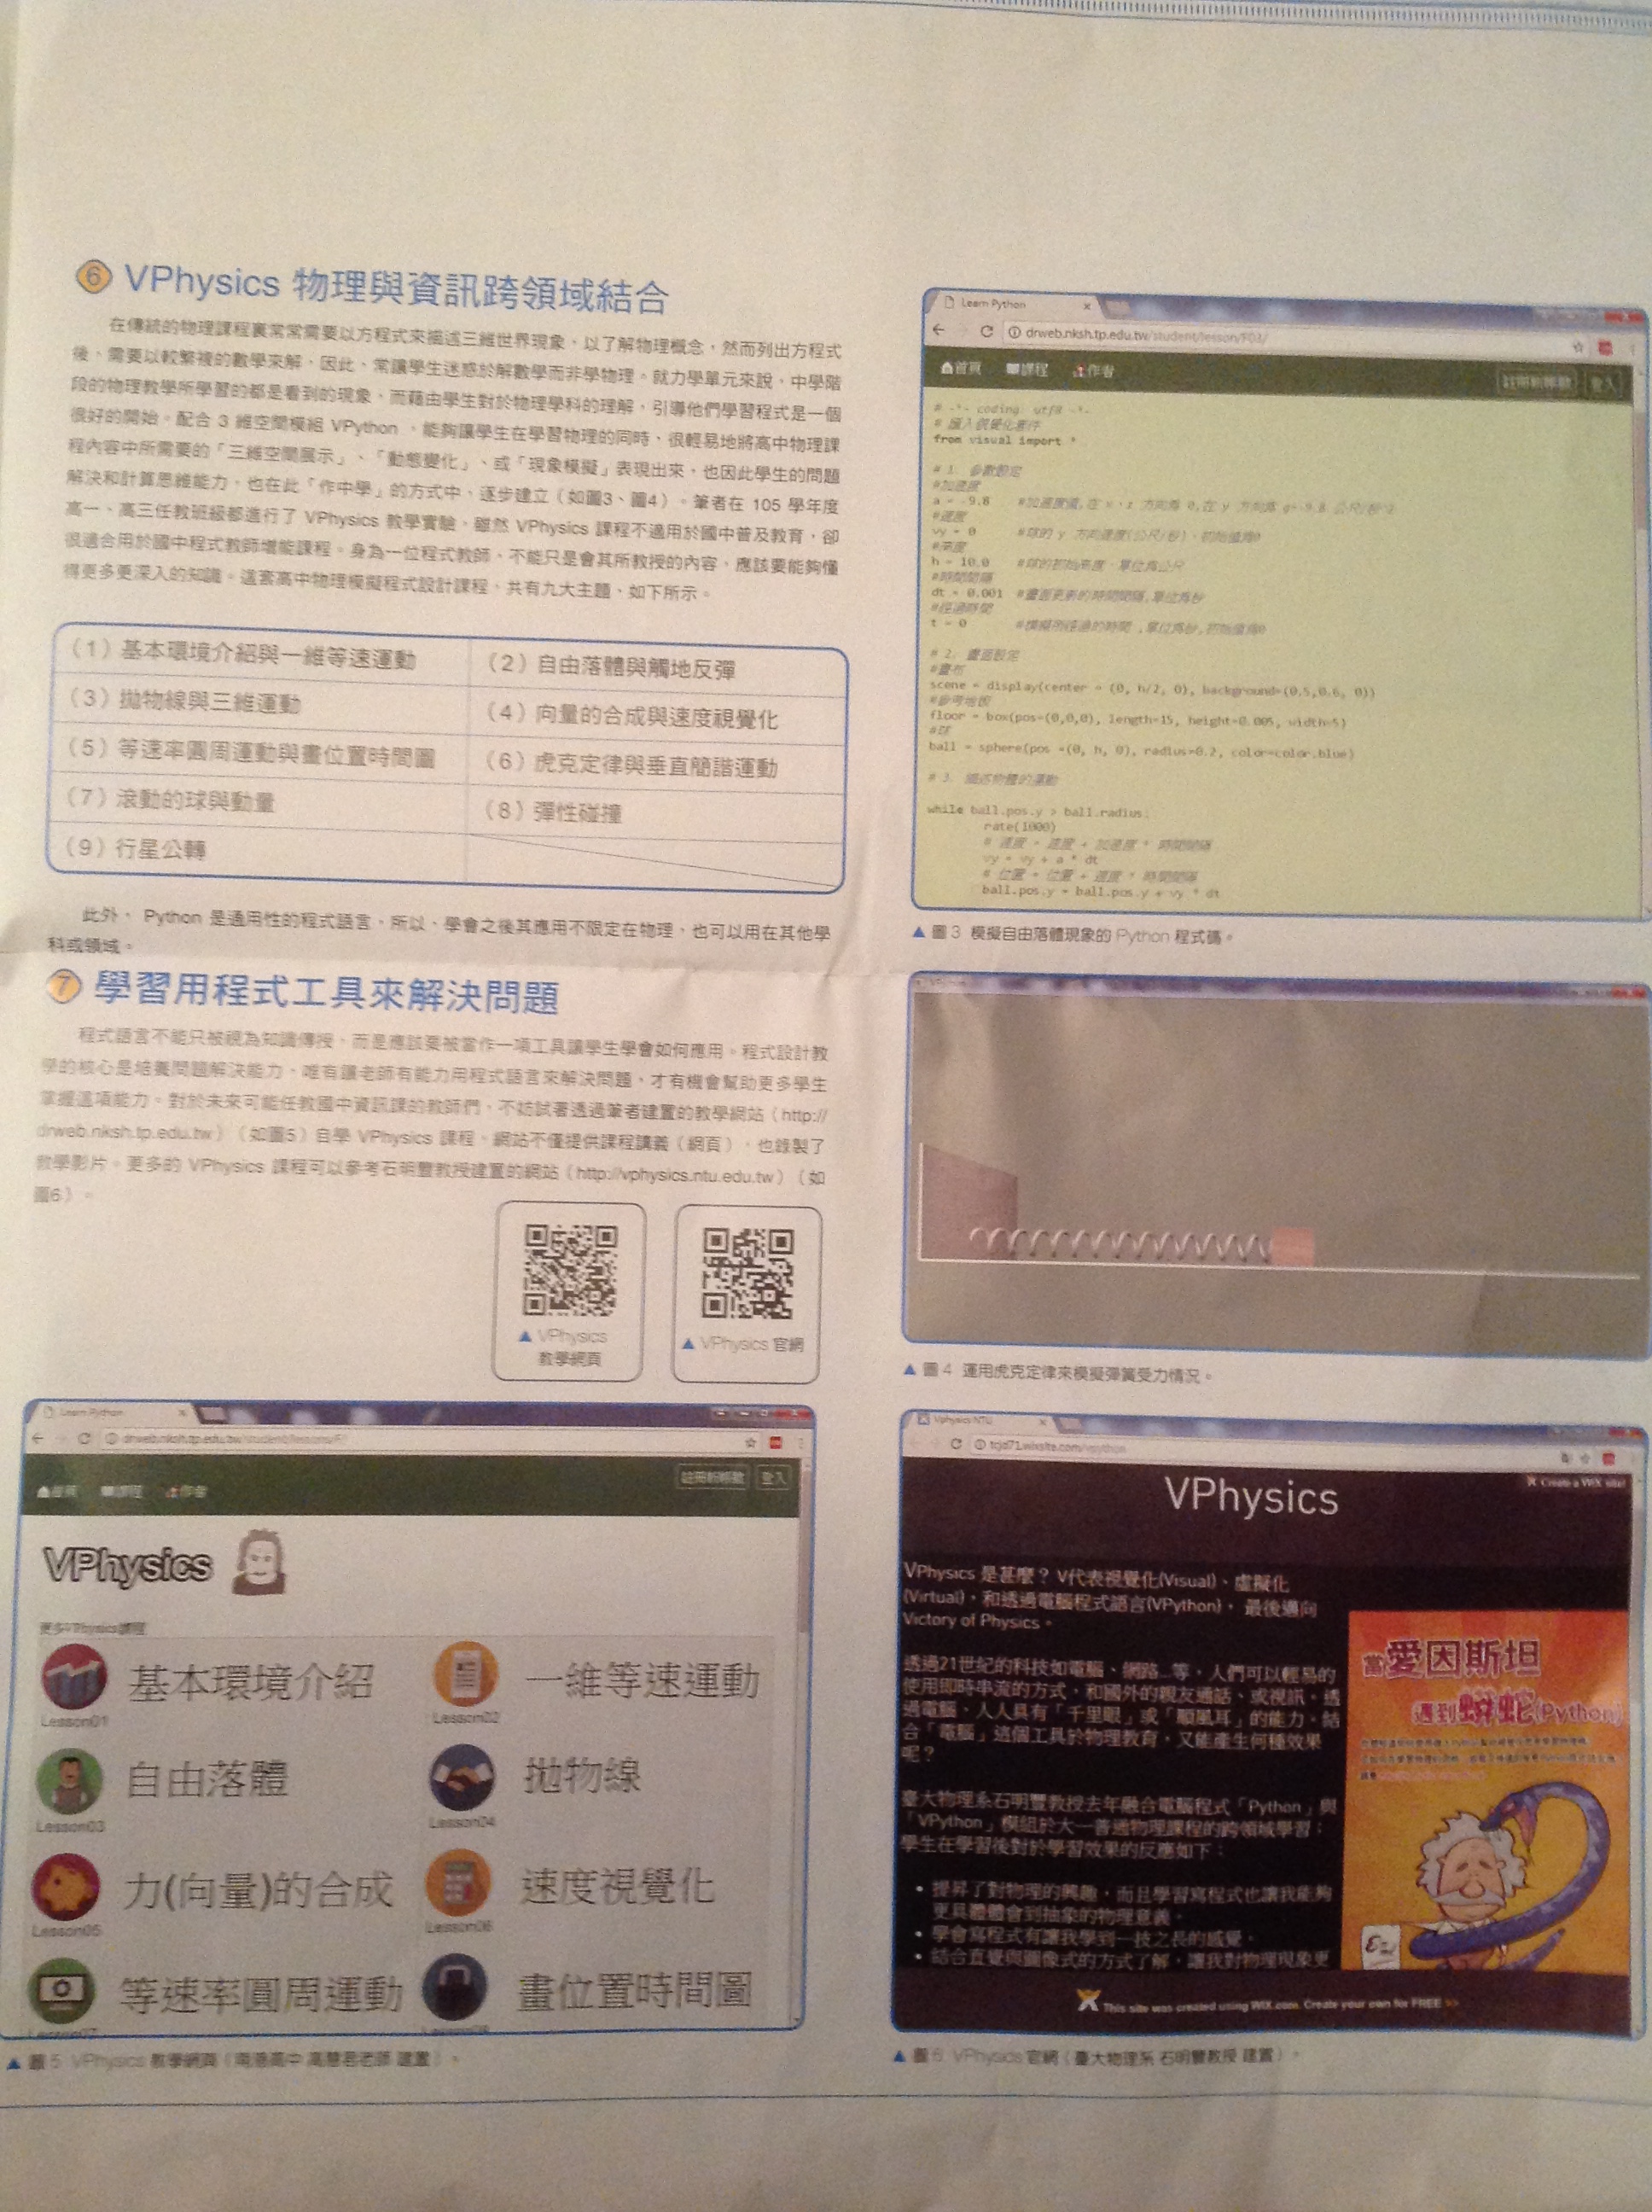 6 VPhysics 物理與資訊跨領域結合
在傳統的物理課程裏常常需要以方程式來描述三維世界現象，以了解物理概念，然而列出方程式
後，需要以較繁複的數學來解，因此，常讓學生迷惑於解數學而非學物理。就力學單元來說，中學階
段的物理教學所學習的都是看到的現象，而藉由學生對於物理學科的理解，引導他們學習程式是一個
很好的開始。配合 3 維空間模組 VPython ，能夠讓學生在學習物理的同時，很輕易地將高中物理課
程內容中所需要的「三維空間展示」、「動態變化」、或「現象模擬」表現出來，也因此學生的問題
解決和計算思維能力，也在此「作中學」的方式中，逐步建立（如圖3、圖4）。筆者在 105 學年度
高一、高三任教班級都進行了 VPhysics 教學實驗，雖然 VPhysics 課程不適用於國中普及教育，卻
很適合用於國中程式教師增能課程。身為一位程式教師，不能只是會其所教授的內容，應該要能夠懂
得更多更深入的知識。這套高中物理模擬程式設計課程，共有九大主題，如下所示。
（1）基本環境介紹與一維等速運動
（2）自由落體與觸地反彈
（3）拋物線與三維運動
（4）向量的合成與速度視覺化
（5）等速率圓周運動與畫位置時間圖
（6）虎克定律與垂直簡諧運動
（7）滾動的球與動量
（8）彈性碰撞
（9）行星公轉
此外， Python 是通用性的程式語言，所以，學會之後其應用不限定在物理，也可以用在其他學
科或領域。
7 學習用程式工具來解決問題
程式語言不能只被視為知識傳授，而是應該要被當作一項工具讓學生學會如何應用。程式設計教
學的核心是培養問題解決能力，唯有讓老師有能力用程式語言來解決問題，才有機會幫助更多學生
掌握這項能力。對於未來可能任教國中資訊課的教師們，不妨試著透過筆者建置的教學網站（http://
drweb.nksh.tp.edu.tw）（如圖5）自學 VPhysics 課程，網站不僅提供課程講義（網頁），也錄製了
教學影片。更多的 VPhysics 課程可以參考石明豐教授建置的網站（http://vphysics.ntu.edu.tw）（如
圖6）。
▲ VPhysics
教學網頁
▲ VPhysics 官網
Learn Python
drweb.nksh.tp.edu.tw/student/lesson/F03/
首頁 課程 作者
註冊新帳號 登入
# -*- coding: utf8 -*-
# 匯入視覺化套件
from visual import *
# 1. 參數設定
#加速度
a = -9.8 #加速度值,在 x、z 方向為 0,在 y 方向為 g=-9.8 公尺/秒^2
#速度
vy = 0 #球的 y 方向速度(公尺/秒)，初始值為0
#高度
h = 10.0 #球的初始高度，單位為公尺
#時間間隔
dt = 0.001 #畫面更新的時間間隔,單位為秒
#經過時間
t = 0 #模擬所經過的時間 ,單位為秒,初始值為0
# 2. 畫面設定
#畫布
scene = display(center = (0, h/2, 0), background=(0.5,0.6, 0))
#參考地板
floor = box(pos=(0,0,0), length=15, height=0.005, width=5)
#球
ball = sphere(pos =(0, h, 0), radius=0.2, color=color.blue)
# 3. 描述物體的運動
while ball.pos.y > ball.radius:
rate(1000)
# 速度 = 速度 + 加速度 * 時間間隔
vy = vy + a * dt
# 位置 = 位置 + 速度 * 時間間隔
ball.pos.y = ball.pos.y + vy * dt
▲ 圖 3 模擬自由落體現象的 Python 程式碼。
▲ 圖 4 運用虎克定律來模擬彈簧受力情況。
Learn Python
drweb.nksh.tp.edu.tw/student/lessons/F/
首頁 課程 作者
註冊新帳號 登入
VPhysics
更多VPhysics課程
基本環境介紹
Lesson01
一維等速運動
Lesson02
自由落體
Lesson03
拋物線
Lesson04
力(向量)的合成
Lesson05
速度視覺化
Lesson06
等速率圓周運動
畫位置時間圖
▲ 圖 5 VPhysics 教學網頁（南港高中 高慧君老師 建置）。
Vphysics NTU
tcjd71.wixsite.com/vpython
Create a WIX site!
VPhysics
VPhysics 是甚麼？ V代表視覺化(Visual)、虛擬化
(Virtual)，和透過電腦程式語言(VPython)， 最後邁向
Victory of Physics。
透過21世紀的科技如電腦、網路...等，人們可以輕易的
使用即時串流的方式，和國外的親友通話、或視訊，透
過電腦，人人具有「千里眼」或「順風耳」的能力，結
合「電腦」這個工具於物理教育，又能產生何種效果
呢？
臺大物理系石明豐教授去年融合電腦程式「Python」與
「VPython」模組於大一普通物理課程的跨領域學習；
學生在學習後對於學習效果的反應如下：
• 提昇了對物理的興趣，而且學習寫程式也讓我能夠
更具體體會到抽象的物理意義。
• 學會寫程式有讓我學到一技之長的感覺。
• 結合直覺與圖像式的方式了解，讓我對物理現象更
當愛因斯坦
遇到蟒蛇(Python)
This site was created using WIX.com. Create your own for FREE >>
▲ 圖 6 VPhysics 官網（臺大物理系 石明豐教授 建置）。